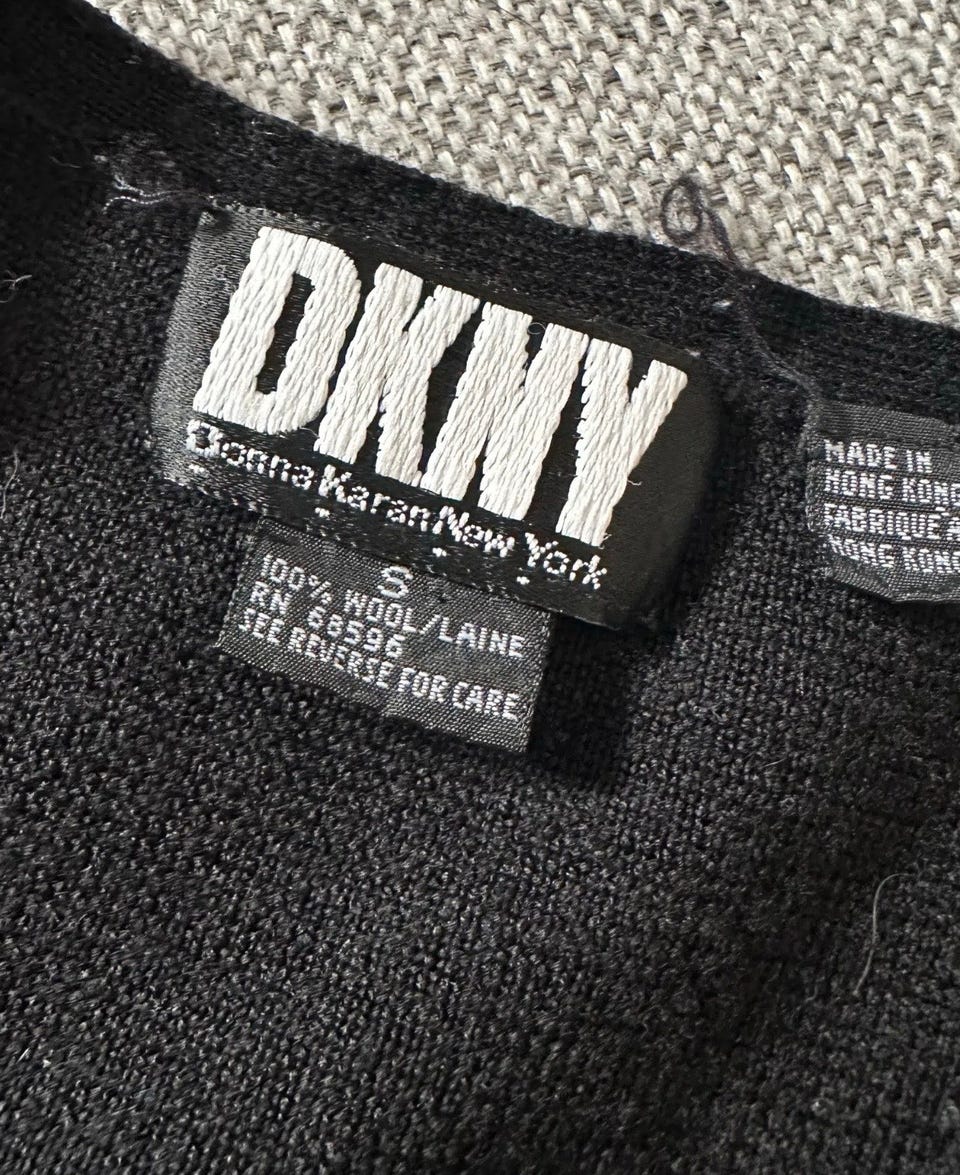 DKNY
Donna Karan New York
S
100% WOOL/LAINE
RN 68596
SEE REVERSE FOR CARE
MADE IN
HONG KONG
FABRIQUE
HONG KONG